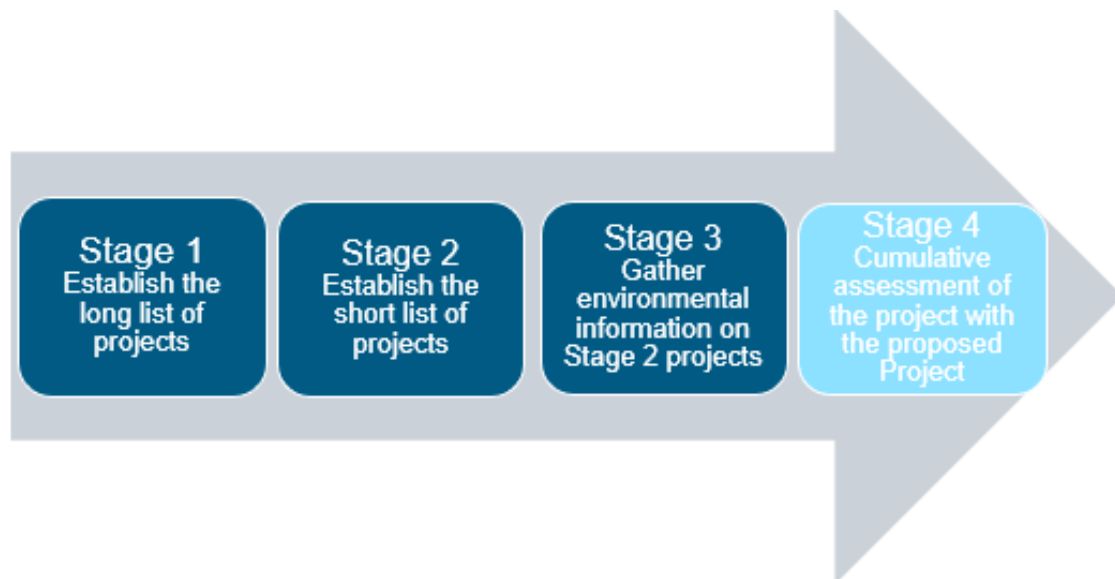 Stage 1
Establish the
long list of
projects
Stage 2
Establish the
short list of
projects
Stage 3
Gather
environmental
information on
Stage 2 projects
Stage 4
Cumulative
assessment of
the project with
the proposed
Project